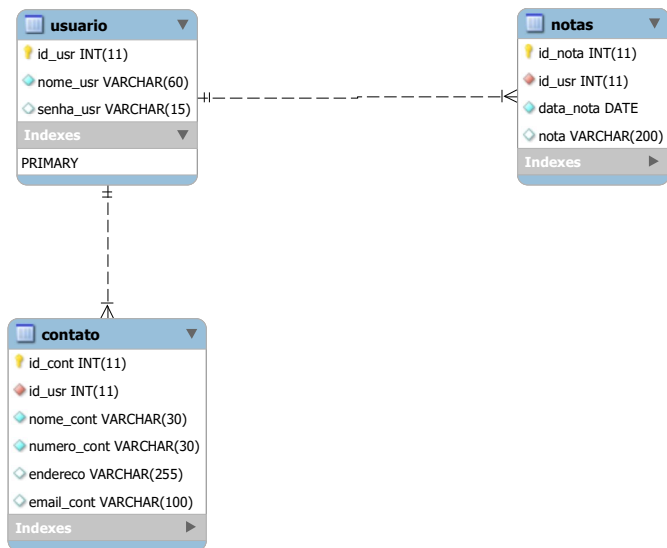 usuario
id_usr INT(11)
nome_usr VARCHAR(60)
senha_usr VARCHAR(15)
Indexes
PRIMARY
notas
id_nota INT(11)
id_usr INT(11)
data_nota DATE
nota VARCHAR(200)
Indexes
contato
id_cont INT(11)
id_usr INT(11)
nome_cont VARCHAR(30)
numero_cont VARCHAR(30)
endereco VARCHAR(255)
email_cont VARCHAR(100)
Indexes